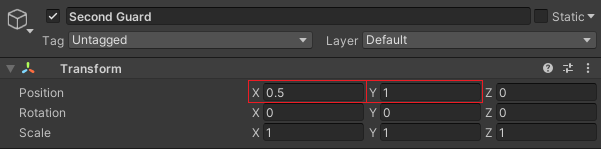 Second Guard Static
Tag Untagged Layer Default
Transform
Position X 0.5 Y 1 Z 0
Rotation X 0 Y 0 Z 0
Scale X 1 Y 1 Z 1